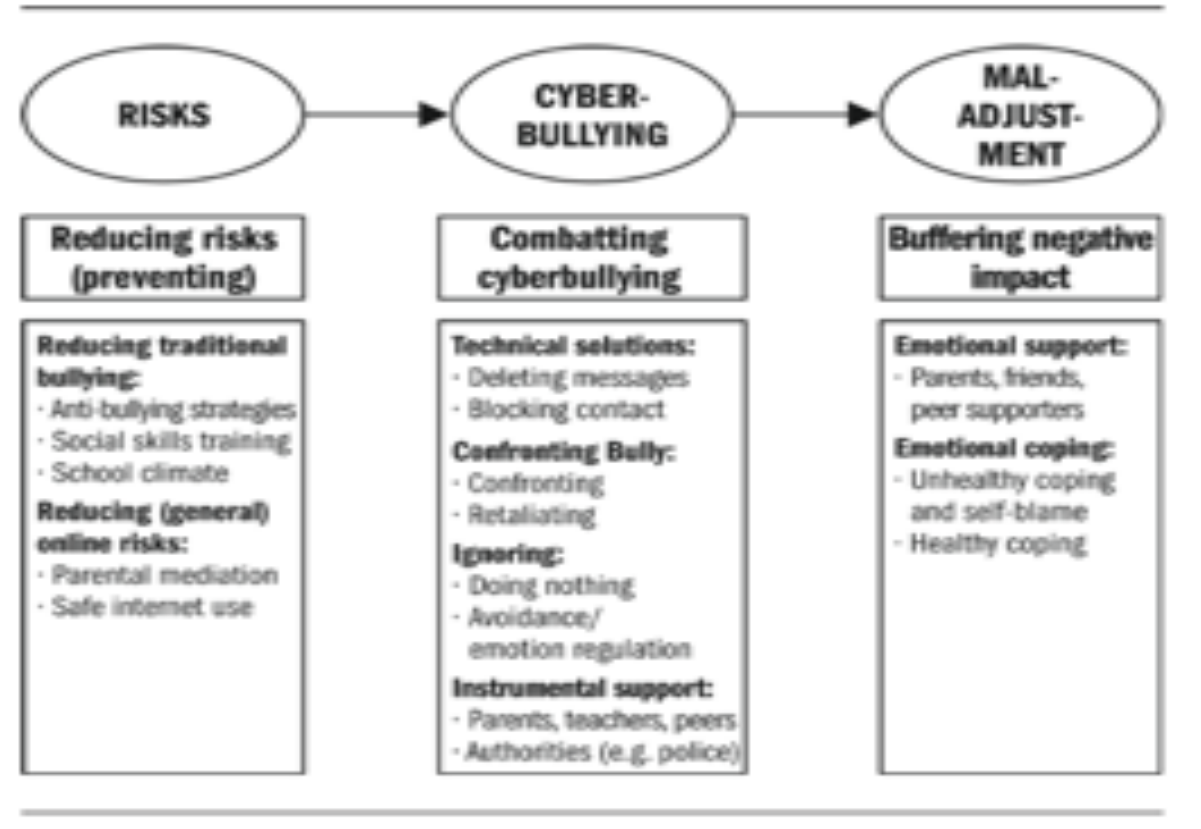 RISKS
CYBER-
BULLYING
MAL-
ADJUST-
MENT
Reducing risks
(preventing)
Combatting
cyberbullying
Buffering negative
impact
Reducing traditional
bullying:
· Anti-bullying strategies
· Social skills training
· School climate
Reducing (general)
online risks:
· Parental mediation
· Safe internet use
Technical solutions:
· Deleting messages
· Blocking contact
Confronting Bully:
· Confronting
· Retaliating
Ignoring:
· Doing nothing
· Avoidance/
emotion regulation
Instrumental support:
· Parents, teachers, peers
· Authorities (e.g. police)
Emotional support:
· Parents, friends,
peer supporters
Emotional coping:
· Unhealthy coping
and self-blame
· Healthy coping